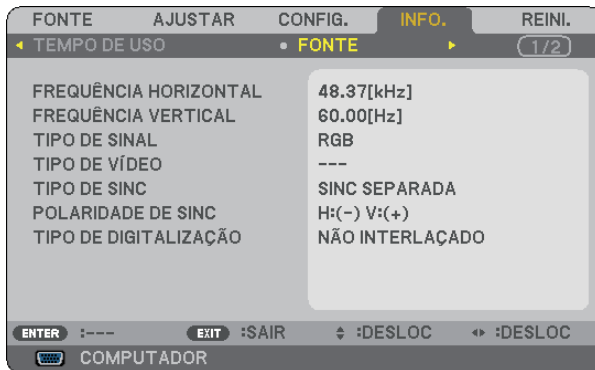 FONTE AJUSTAR CONFIG. INFO. REINI.
TEMPO DE USO FONTE 1/2
FREQUÊNCIA HORIZONTAL 48.37[kHz]
FREQUÊNCIA VERTICAL 60.00[Hz]
TIPO DE SINAL RGB
TIPO DE VÍDEO ---
TIPO DE SINC SINC SEPARADA
POLARIDADE DE SINC H:(-) V:(+)
TIPO DE DIGITALIZAÇÃO NÃO INTERLAÇADO
ENTER :--- EXIT :SAIR :DESLOC :DESLOC
COMPUTADOR